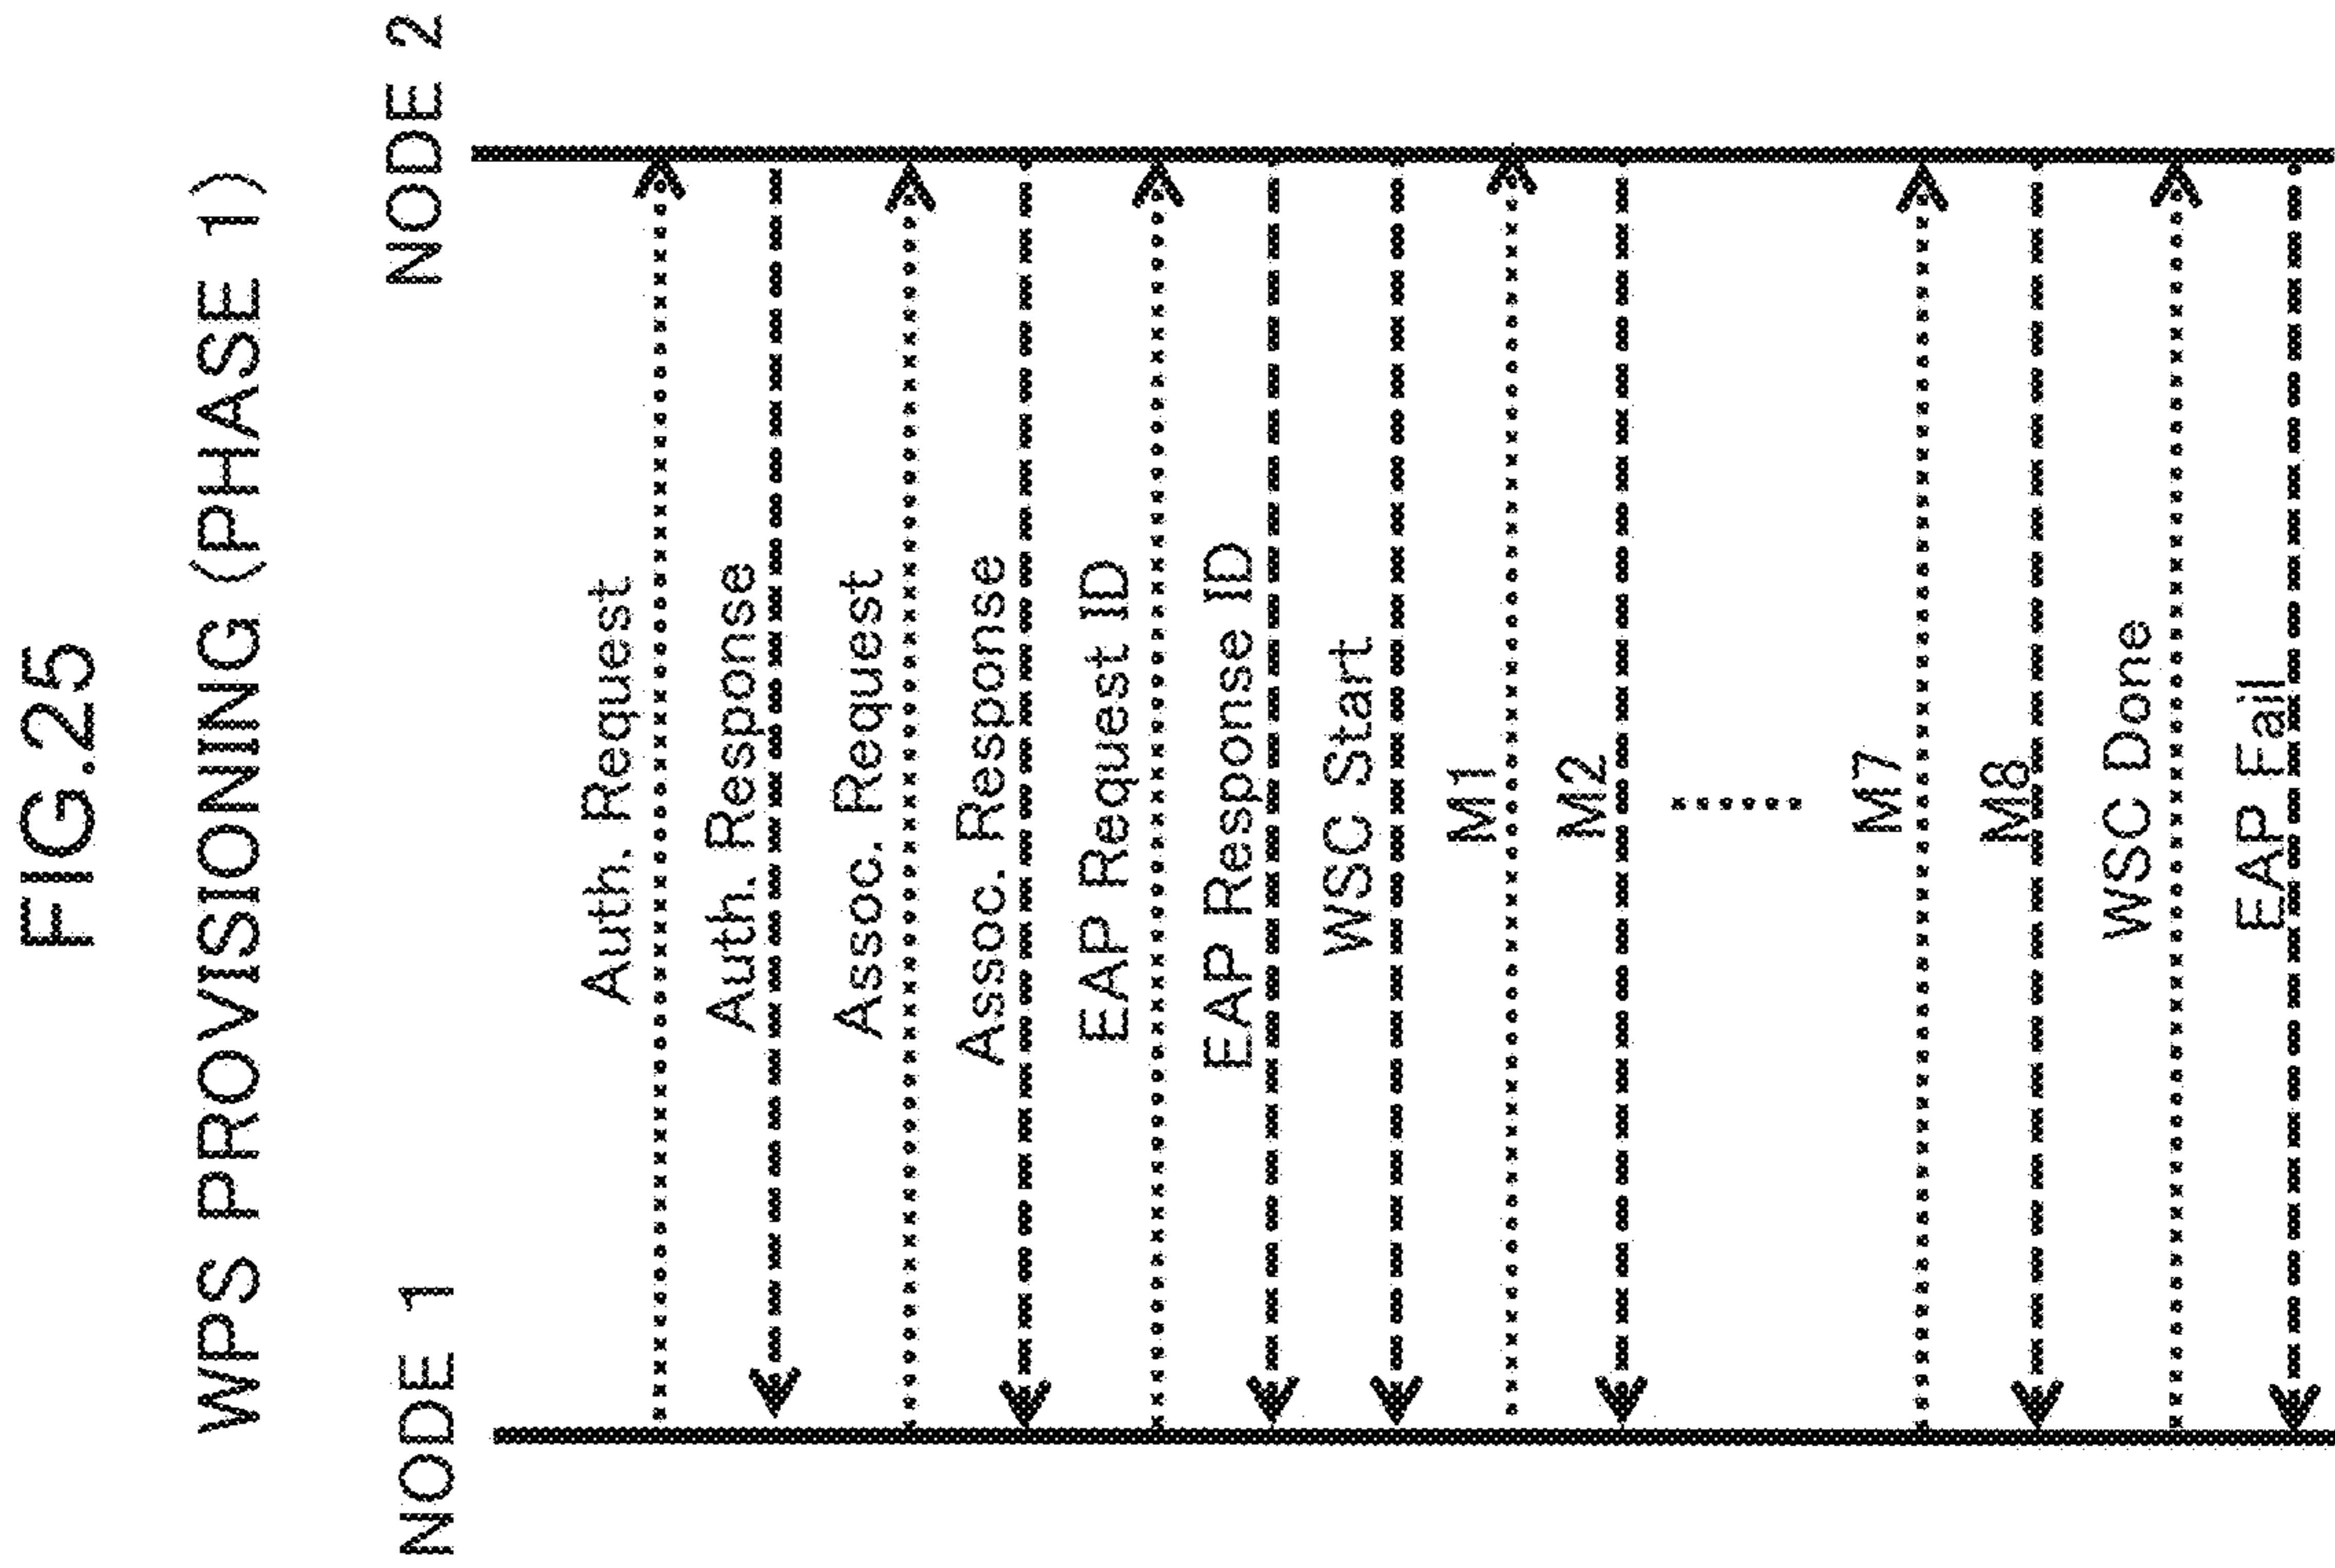 FIG.25
WPS PROVISIONING (PHASE 1)
NODE 1
NODE 2
Auth. Request
Auth. Response
Assoc. Request
Assoc. Response
EAP Request ID
EAP Response ID
WSC Start
M1
M2
......
M7
M8
WSC Done
EAP Fail